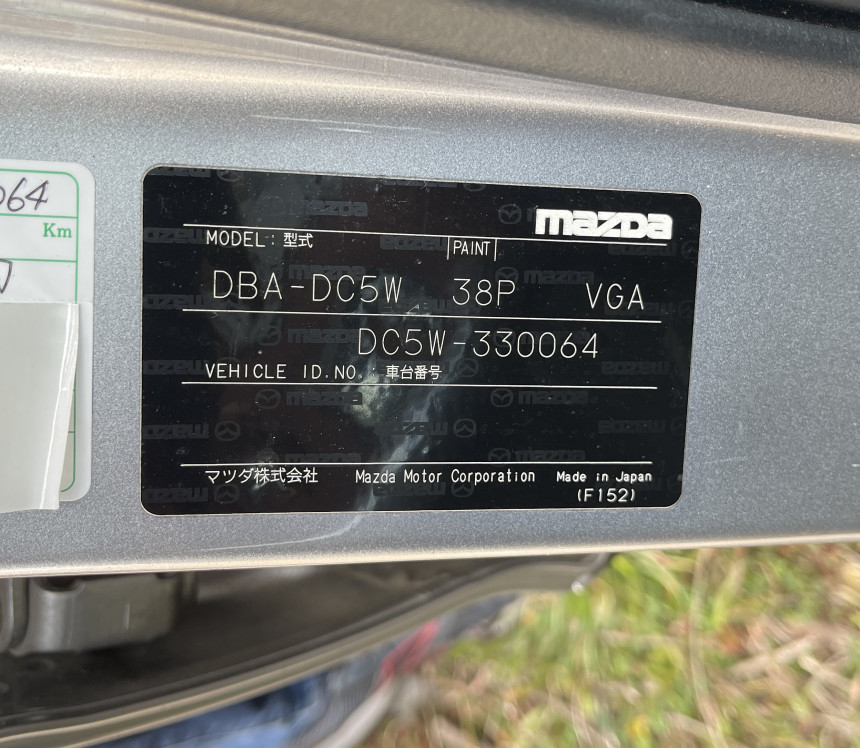 064
Km
mazda
MODEL : 型式 PAINT
DBA-DC5W 38P VGA
DC5W-330064
VEHICLE ID.NO. : 車台番号
マツダ株式会社 Mazda Motor Corporation Made in Japan
(F152)